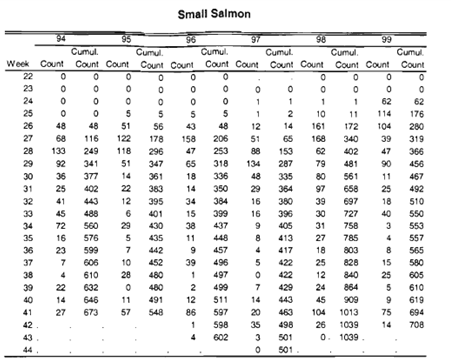 Small Salmon
94 95 96 97 98 99
Cumul. Cumul. Cumul. Cumul. Cumul. Cumul.
Week Count Count Count Count Count Count Count Count Count Count Count Count
22 0 0 0 0 0 0 . . 0 0 0 0
23 0 0 0 0 0 0 0 0 0 0 0 0
24 0 0 0 0 0 0 1 1 1 1 62 62
25 0 0 5 5 5 5 1 2 10 11 114 176
26 48 48 51 56 43 48 12 14 161 172 104 280
27 68 116 122 178 158 206 51 65 168 340 39 319
28 133 249 118 296 47 253 88 153 62 402 47 366
29 92 341 51 347 65 318 134 287 79 481 90 456
30 36 377 14 361 18 336 48 335 80 561 11 467
31 25 402 22 383 14 350 29 364 97 658 25 492
32 41 443 12 395 34 384 16 380 39 697 18 510
33 45 488 6 401 15 399 16 396 30 727 40 550
34 72 560 29 430 38 437 9 405 31 758 3 553
35 16 576 5 435 11 448 8 413 27 785 4 557
36 23 599 7 442 9 457 4 417 18 803 8 565
37 7 606 10 452 39 496 5 422 25 828 15 580
38 4 610 28 480 1 497 0 422 12 840 25 605
39 22 632 0 480 2 499 7 429 24 864 5 610
40 14 646 11 491 12 511 14 443 45 909 9 619
41 27 673 57 548 86 597 20 463 104 1013 75 694
42 . . 1 598 35 498 26 1039 14 708
43 . . 4 602 3 501 0 1039 .
44 . . . 0 501 . .